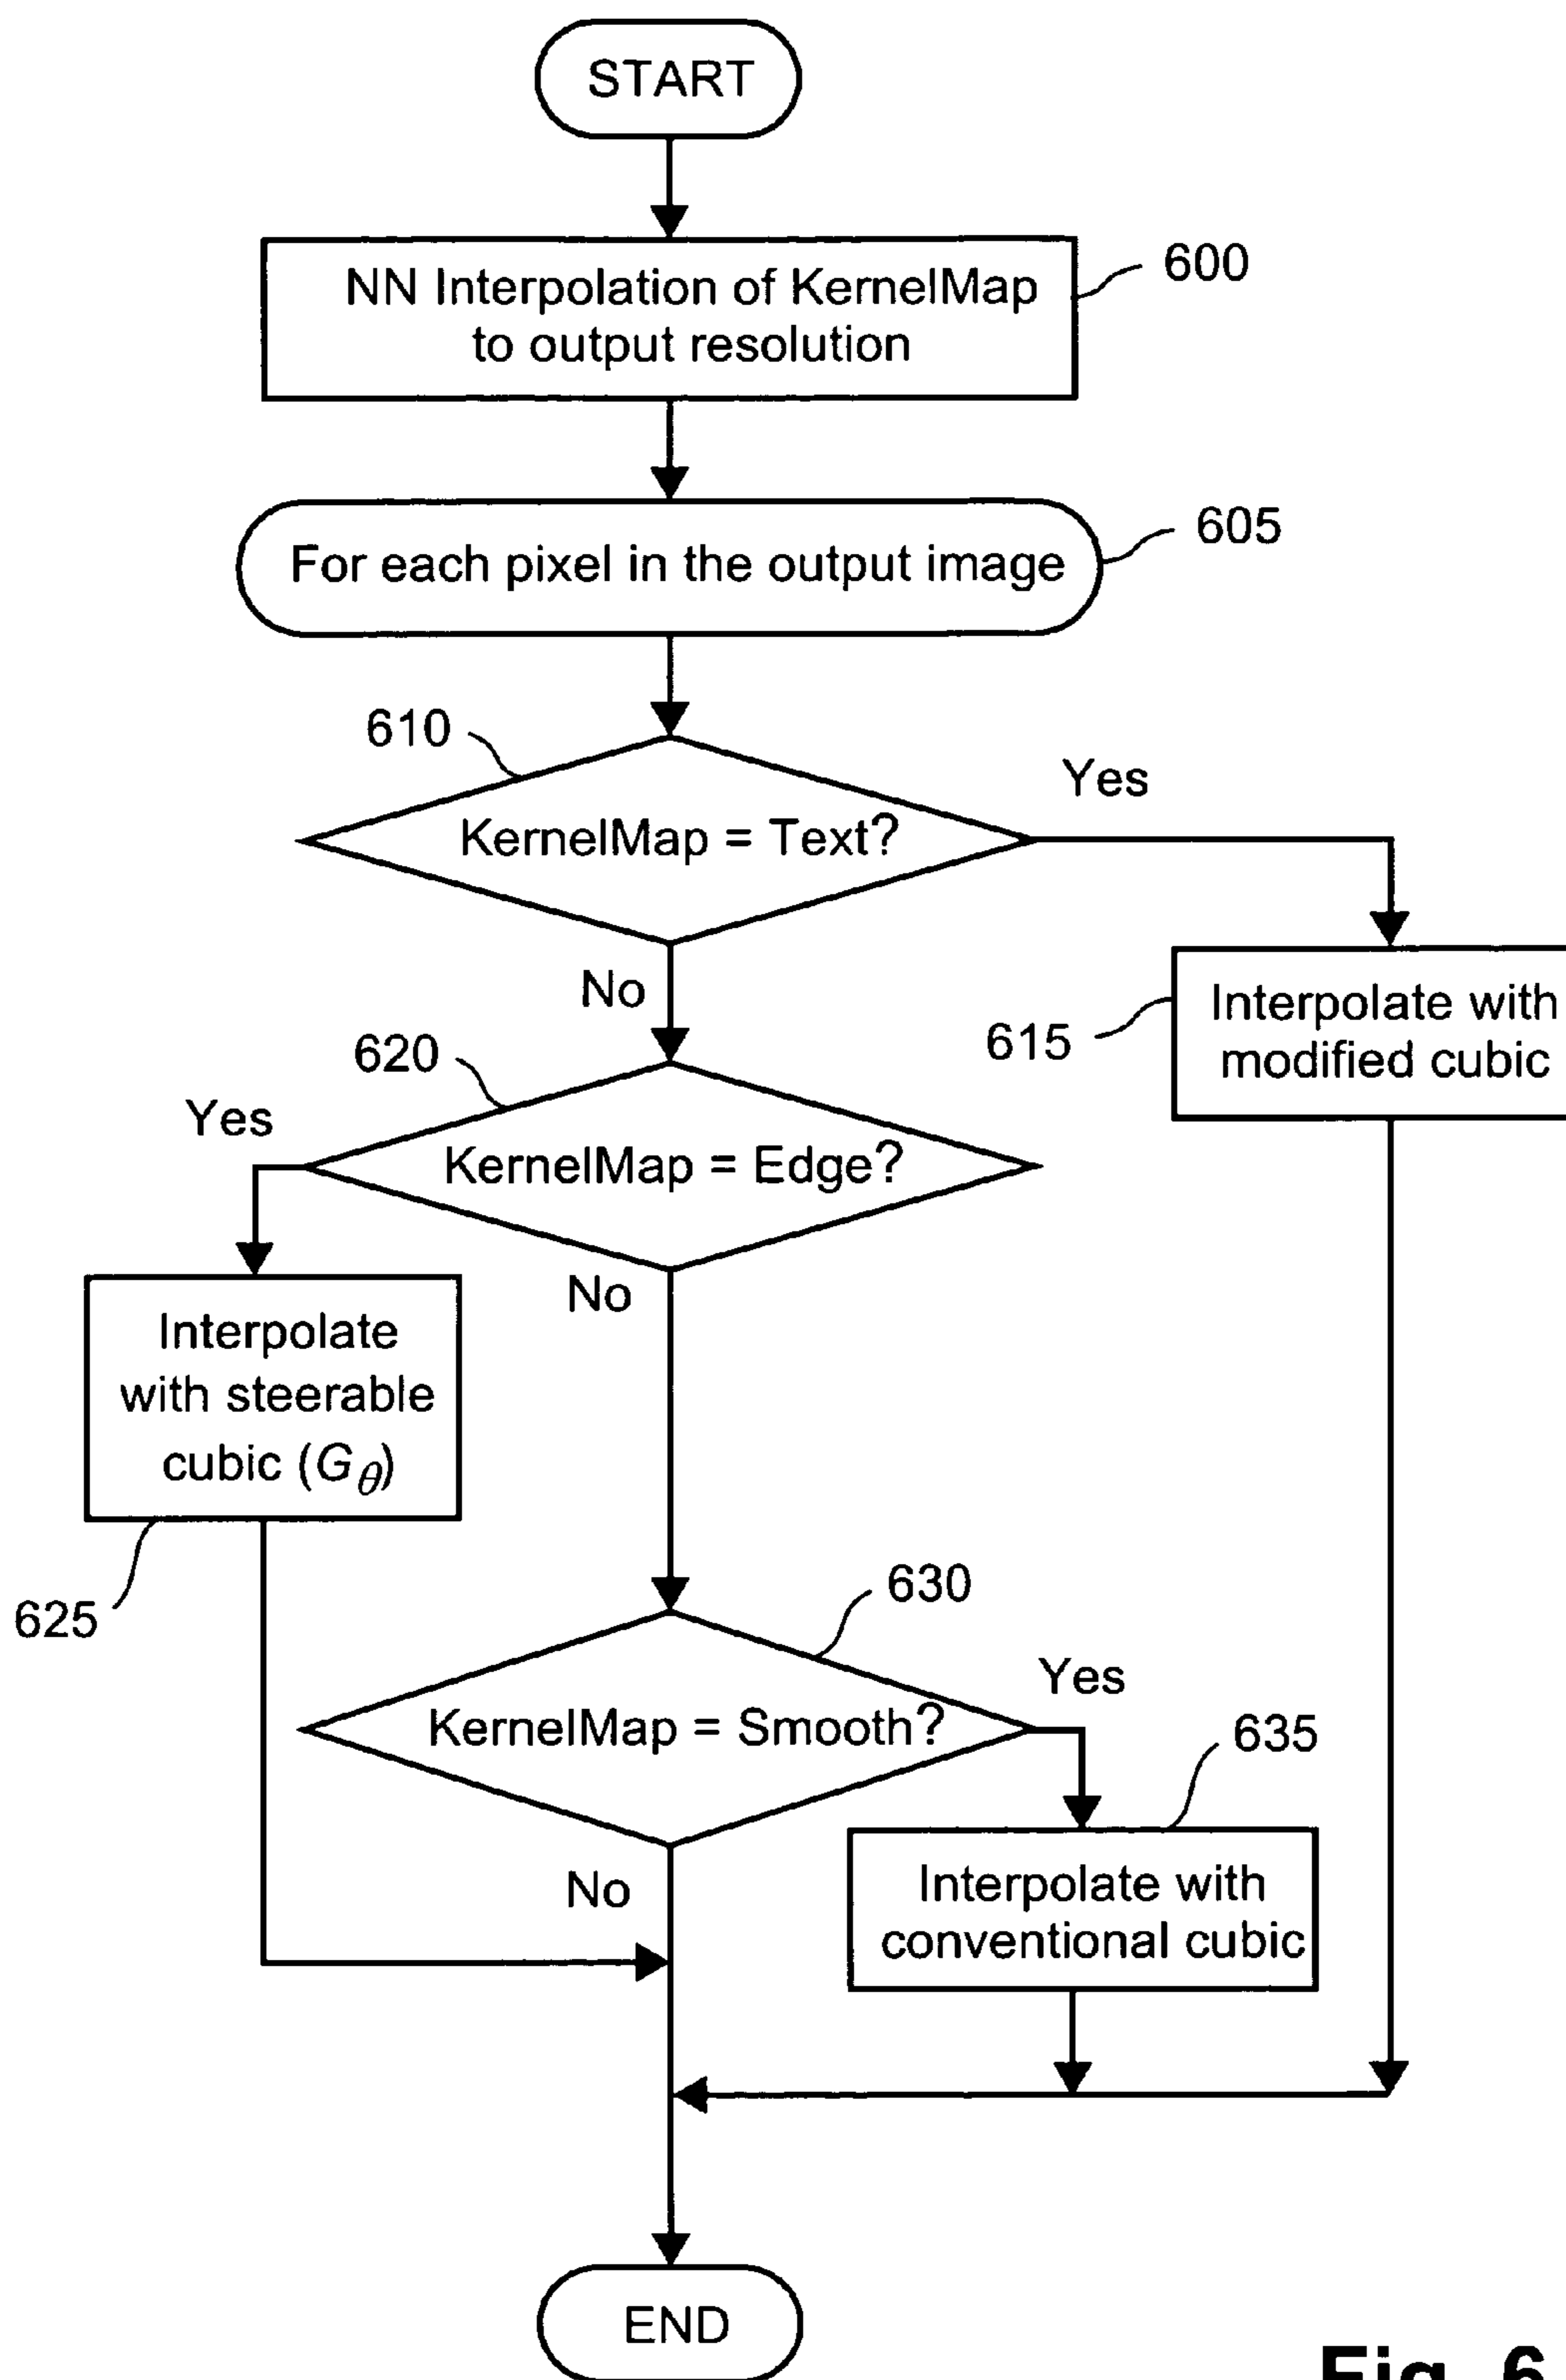 START
NN Interpolation of KernelMap
to output resolution
600
For each pixel in the output image
605
610
KernelMap = Text?
Yes
No
Interpolate with
modified cubic
615
620
Yes
KernelMap = Edge?
No
Interpolate
with steerable
cubic (Gθ)
625
630
KernelMap = Smooth?
Yes
635
No
Interpolate with
conventional cubic
END
Fig. 6